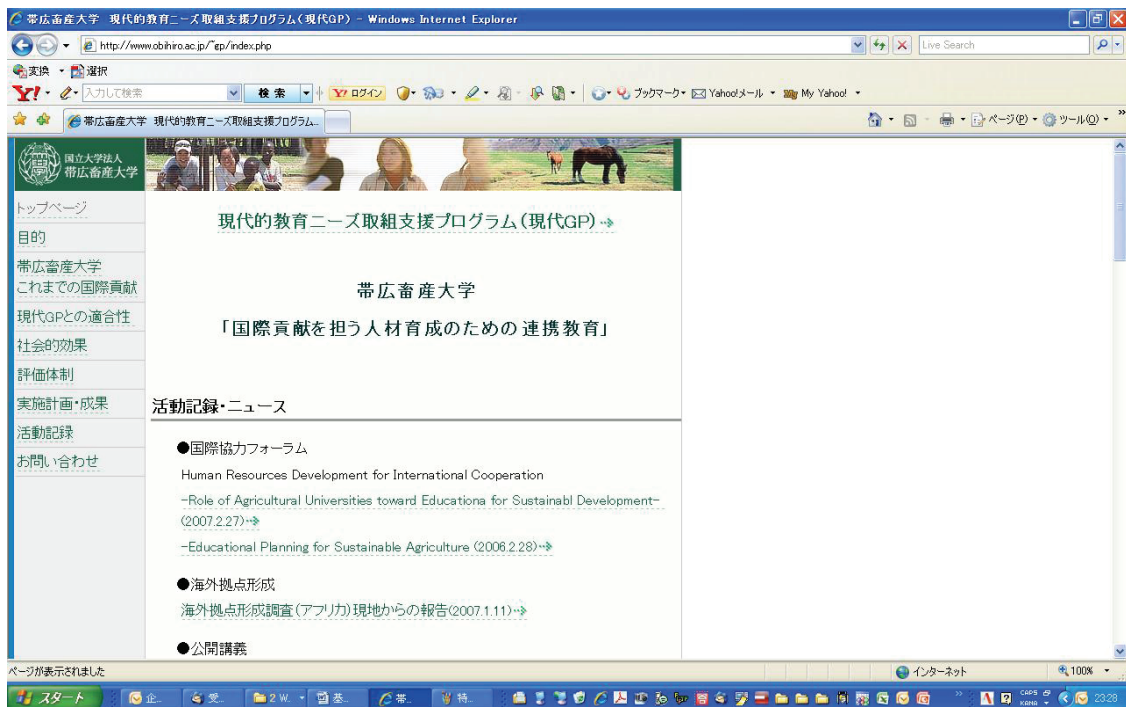 帯広畜産大学 現代的教育ニーズ取組支援プログラム(現代GP) - Windows Internet Explorer
http://www.obihiro.ac.jp/~gp/index.php
Live Search
変換 選択
Y! 入力して検索 検索 Y! ログイン ブックマーク Yahoo!メール My Yahoo!
帯広畜産大学 現代的教育ニーズ取組支援プログラム... ページ(P) ツール(O) »
国立大学法人
帯広畜産大学
トップページ
目的
帯広畜産大学
これまでの国際貢献
現代GPとの適合性
社会的効果
評価体制
実施計画・成果
活動記録
お問い合わせ
現代的教育ニーズ取組支援プログラム(現代GP)
帯広畜産大学
「国際貢献を担う人材育成のための連携教育」
活動記録・ニュース
●国際協力フォーラム
Human Resources Development for International Cooperation
-Role of Agricultural Universities toward Educationa for Sustainabl Development-
(2007.2.27)
-Educational Planning for Sustainable Agriculture (2006.2.28)
●海外拠点形成
海外拠点形成調査(アフリカ)現地からの報告(2007.1.11)
●公開講義
ページが表示されました インターネット 100%
スタート 企... 受... 2 W... 基... 帯... 特... CAPS KANA 23:28